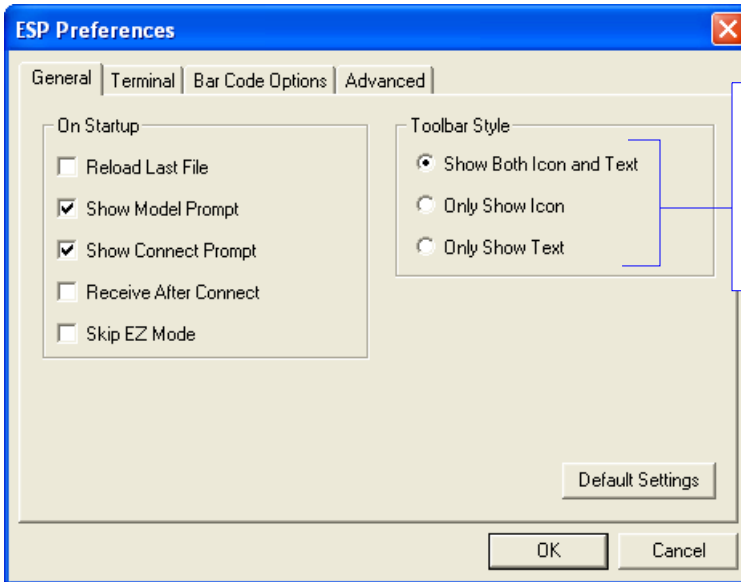 ESP Preferences
General
Terminal
Bar Code Options
Advanced
On Startup
Reload Last File
Show Model Prompt
Show Connect Prompt
Receive After Connect
Skip EZ Mode
Toolbar Style
Show Both Icon and Text
Only Show Icon
Only Show Text
Default Settings
OK
Cancel